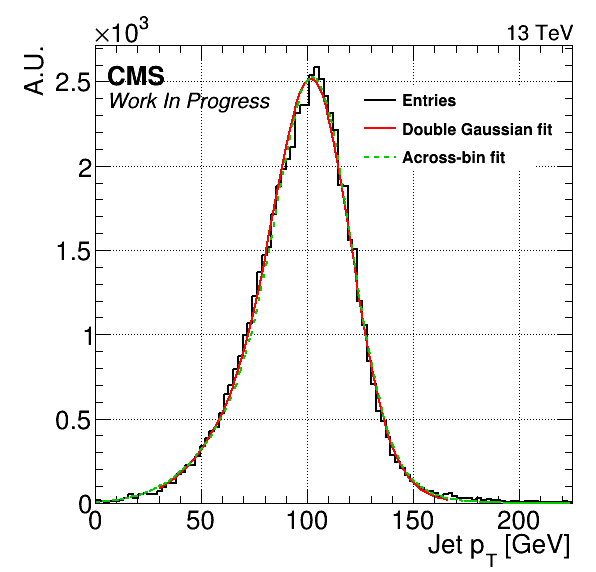 ×10³
13 TeV
A.U.
CMS
Work In Progress
Entries
Double Gaussian fit
Across-bin fit
2.5
2
1.5
1
0.5
0
0 50 100 150 200
Jet p_T [GeV]